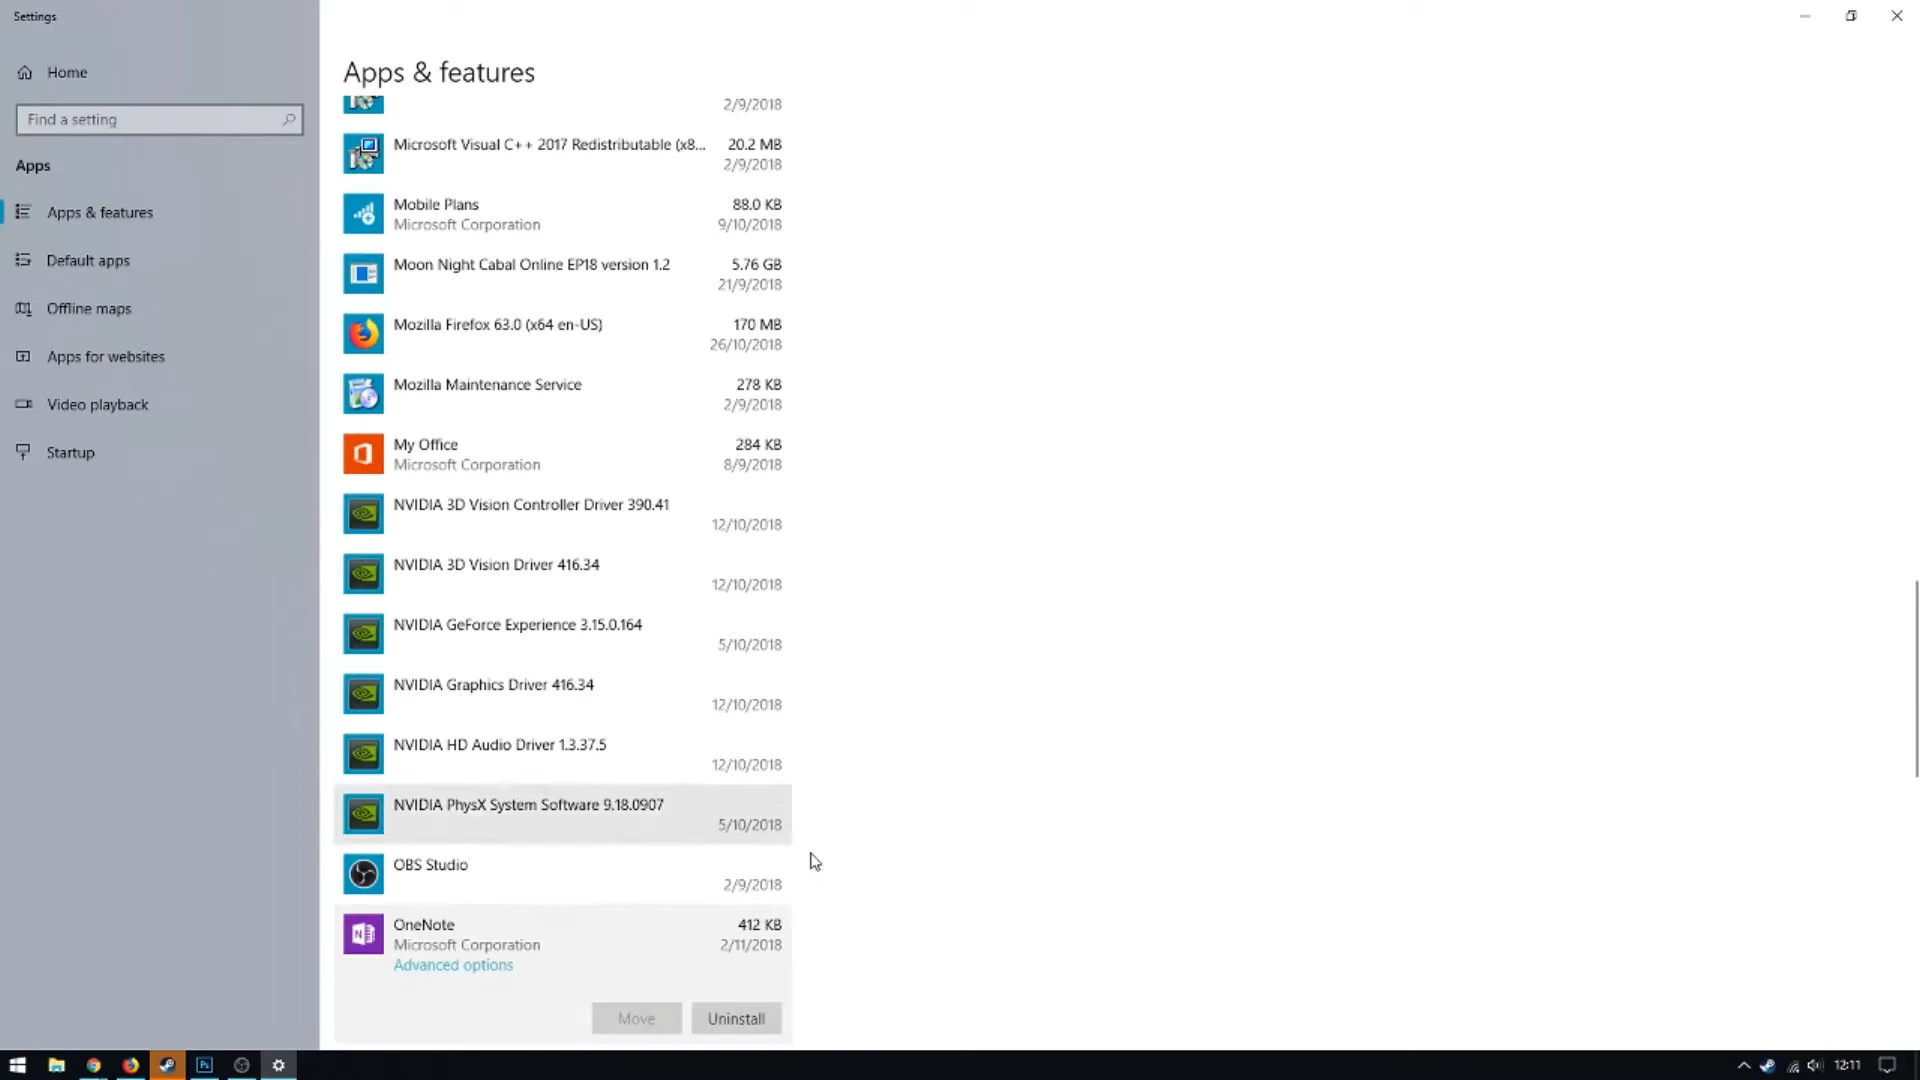 Settings
Home
Find a setting
Apps
Apps & features
Default apps
Offline maps
Apps for websites
Video playback
Startup
Apps & features
2/9/2018
Microsoft Visual C++ 2017 Redistributable (x8... 20.2 MB
2/9/2018
Mobile Plans 88.0 KB
Microsoft Corporation 9/10/2018
Moon Night Cabal Online EP18 version 1.2 5.76 GB
21/9/2018
Mozilla Firefox 63.0 (x64 en-US) 170 MB
26/10/2018
Mozilla Maintenance Service 278 KB
2/9/2018
My Office 284 KB
Microsoft Corporation 8/9/2018
NVIDIA 3D Vision Controller Driver 390.41
12/10/2018
NVIDIA 3D Vision Driver 416.34
12/10/2018
NVIDIA GeForce Experience 3.15.0.164
5/10/2018
NVIDIA Graphics Driver 416.34
12/10/2018
NVIDIA HD Audio Driver 1.3.37.5
12/10/2018
NVIDIA PhysX System Software 9.18.0907
5/10/2018
OBS Studio
2/9/2018
OneNote 412 KB
Microsoft Corporation 2/11/2018
Advanced options
Move Uninstall
Ps
12:11